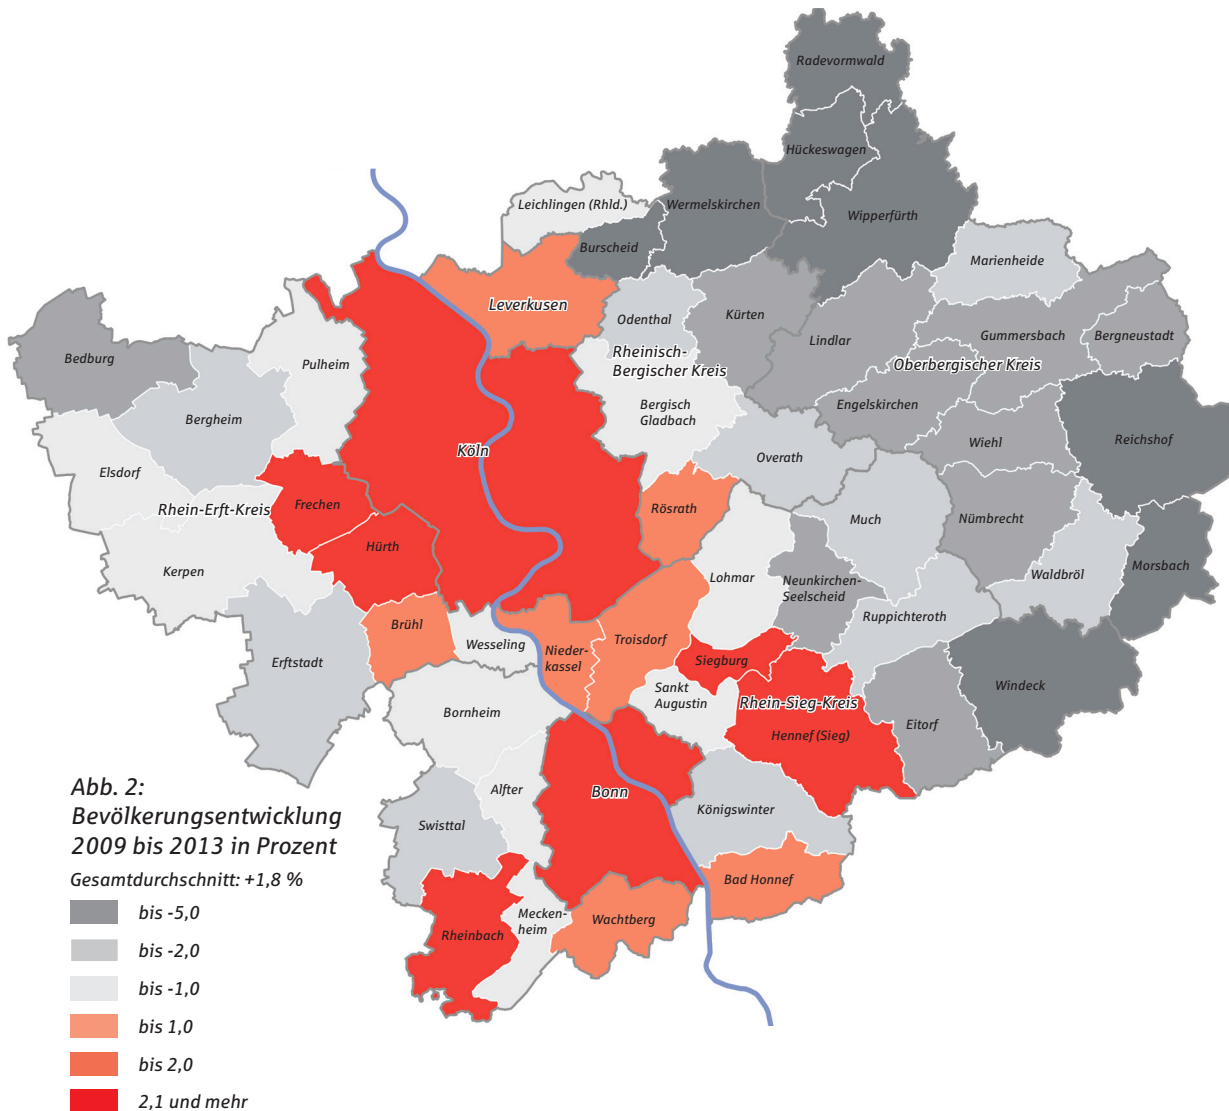 Radevormwald
Hückeswagen
Wermelskirchen
Leichlingen (Rhld.)
Wipperfürth
Burscheid
Marienheide
Leverkusen
Odenthal
Kürten
Lindlar
Gummersbach
Bergneustadt
Bedburg
Pulheim
Rheinisch-
Bergischer Kreis
Oberbergischer Kreis
Bergisch
Gladbach
Engelskirchen
Bergheim
Köln
Wiehl
Reichshof
Elsdorf
Overath
Rhein-Erft-Kreis
Frechen
Rösrath
Much
Nümbrecht
Hürth
Kerpen
Lohmar
Neunkirchen-
Seelscheid
Waldbröl
Morsbach
Ruppichteroth
Brühl
Wesseling
Nieder-
kassel
Troisdorf
Erftstadt
Siegburg
Sankt
Augustin
Rhein-Sieg-Kreis
Hennef (Sieg)
Windeck
Eitorf
Bornheim
Alfter
Bonn
Königswinter
Swisttal
Bad Honnef
Rheinbach
Mecken-
heim
Wachtberg
Abb. 2:
Bevölkerungsentwicklung
2009 bis 2013 in Prozent
Gesamtdurchschnitt: +1,8 %
bis -5,0
bis -2,0
bis -1,0
bis 1,0
bis 2,0
2,1 und mehr